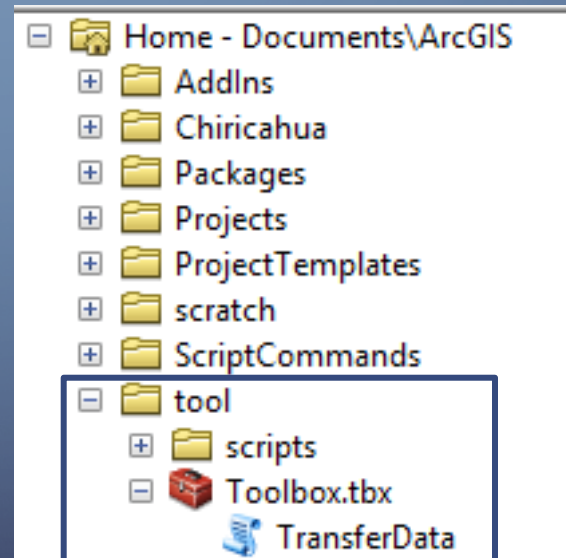 Home - Documents\ArcGIS
AddIns
Chiricahua
Packages
Projects
ProjectTemplates
scratch
ScriptCommands
tool
scripts
Toolbox.tbx
TransferData